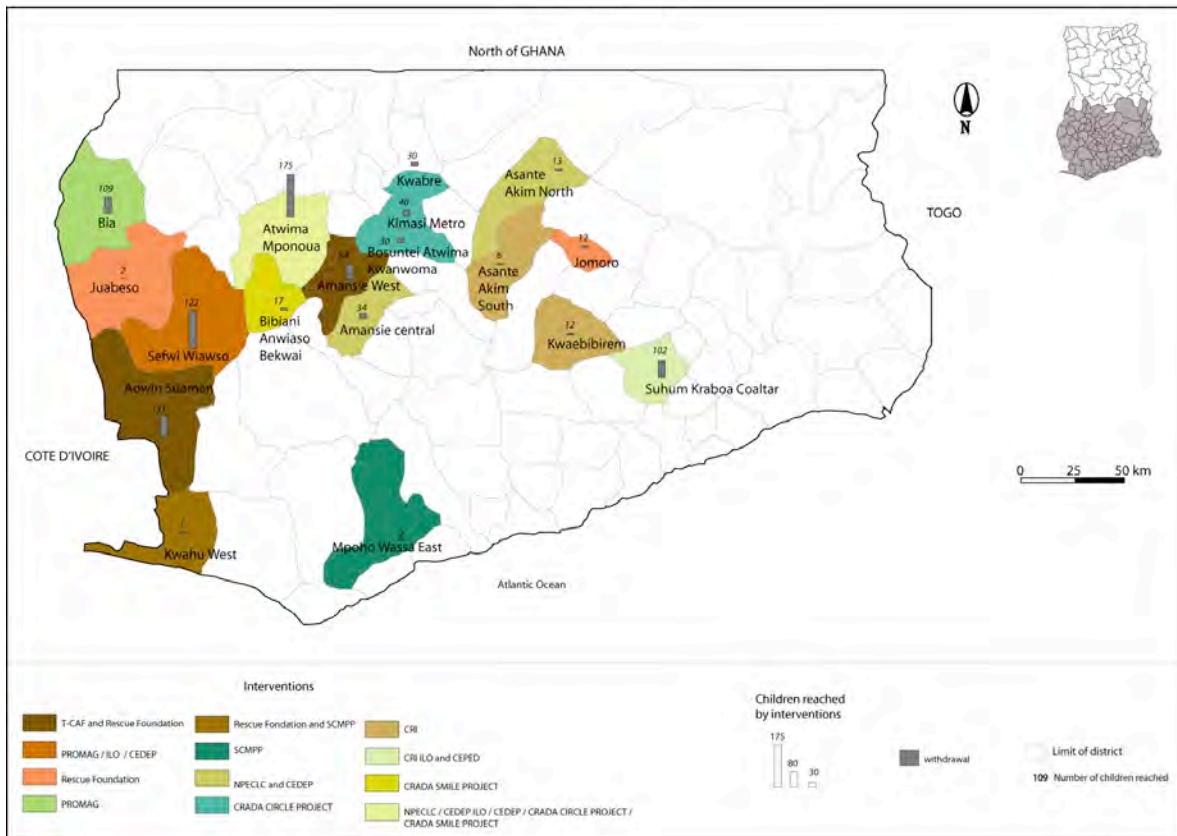 North of GHANA
N
TOGO
COTE D'IVOIRE
Atlantic Ocean
109
Bia
175
Atwima
Mponoua
30
Kwabre
40
KImasi Metro
30
Bosuntei Atwima
Kwanwoma
Amansie West
34
Amansie central
13
Asante
Akim North
6
Asante
Akim
South
12
Jomoro
2
Juabeso
122
Sefwi Wiawso
17
Bibiani
Anwiaso
Bekwai
12
Kwaebibirem
102
Suhum Kraboa Coaltar
Aowin Suaman
1
Kwahu West
2
Mpoho Wassa East
0 25 50 km
Interventions
T-CAF and Rescue Foundation
PROMAG / ILO / CEDEP
Rescue Foundation
PROMAG
Rescue Fondation and SCMPP
SCMPP
NPECLC and CEDEP
CRADA CIRCLE PROJECT
CRI
CRI ILO and CEPED
CRADA SMILE PROJECT
NPECLC / CEDEP ILO / CEDEP / CRADA CIRCLE PROJECT /
CRADA SMILE PROJECT
Children reached
by interventions
175
80
30
withdrawal
Limit of district
109 Number of children reached